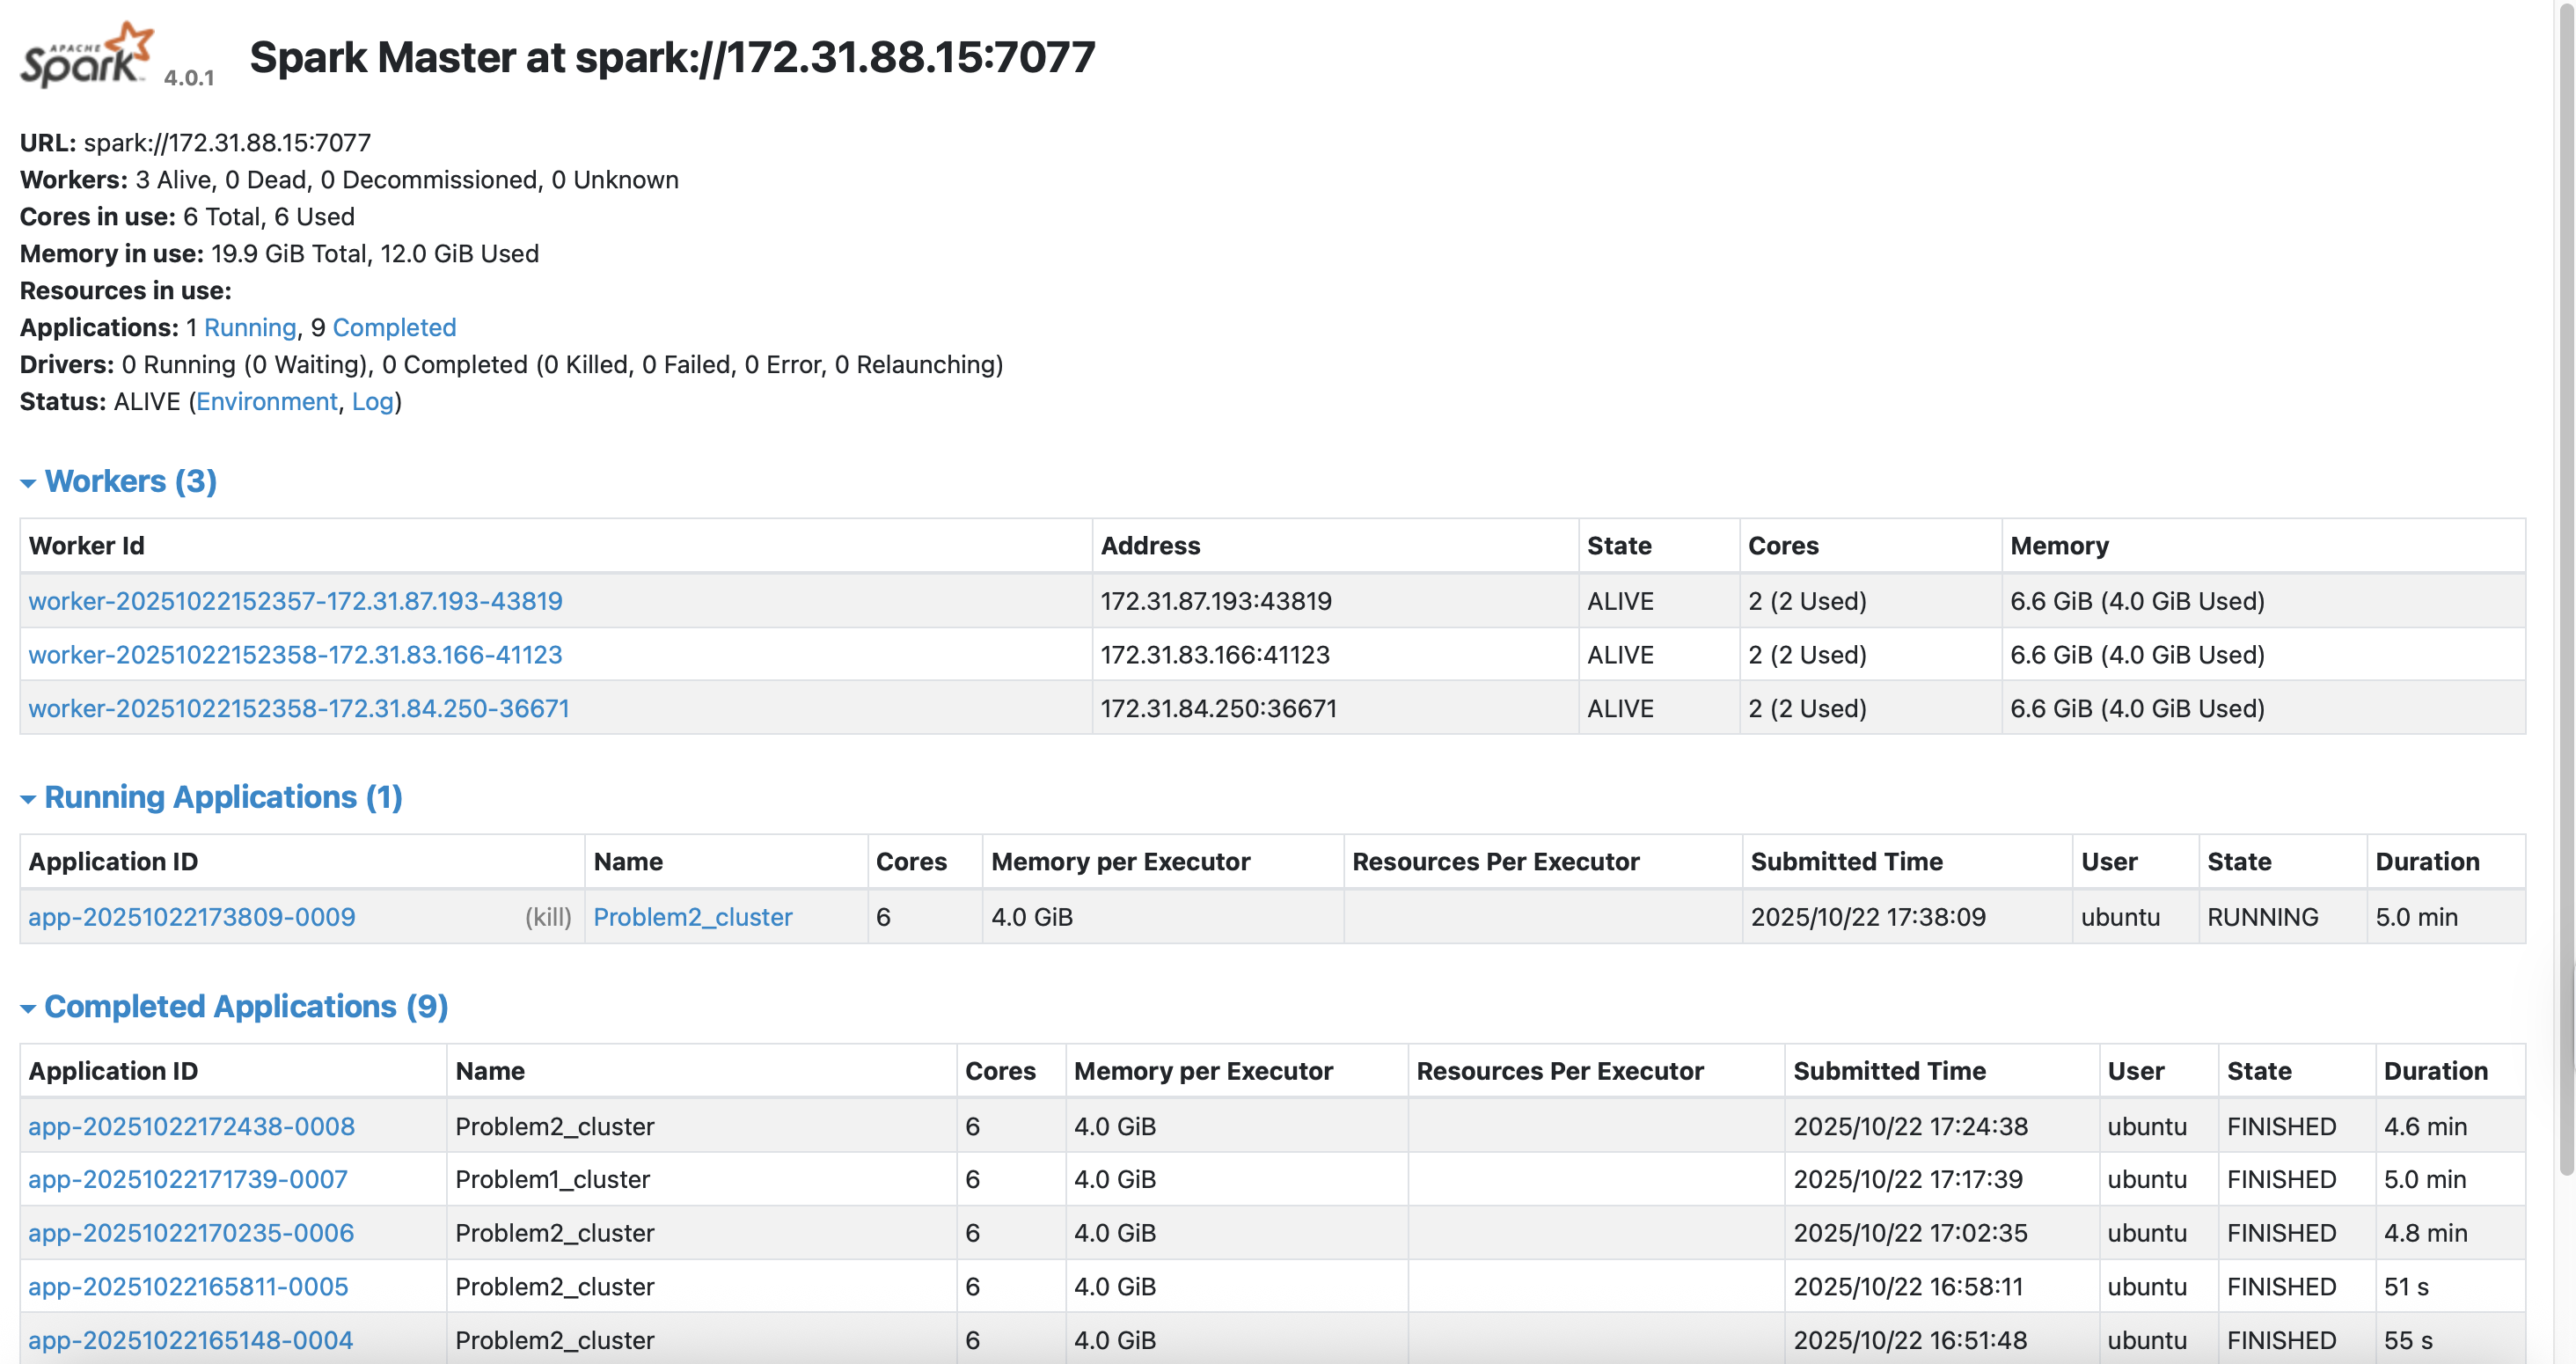 APACHE
Spark 4.0.1 Spark Master at spark://172.31.88.15:7077
URL: spark://172.31.88.15:7077
Workers: 3 Alive, 0 Dead, 0 Decommissioned, 0 Unknown
Cores in use: 6 Total, 6 Used
Memory in use: 19.9 GiB Total, 12.0 GiB Used
Resources in use:
Applications: 1 Running, 9 Completed
Drivers: 0 Running (0 Waiting), 0 Completed (0 Killed, 0 Failed, 0 Error, 0 Relaunching)
Status: ALIVE (Environment, Log)
Workers (3)
Worker Id Address State Cores Memory
worker-20251022152357-172.31.87.193-43819 172.31.87.193:43819 ALIVE 2 (2 Used) 6.6 GiB (4.0 GiB Used)
worker-20251022152358-172.31.83.166-41123 172.31.83.166:41123 ALIVE 2 (2 Used) 6.6 GiB (4.0 GiB Used)
worker-20251022152358-172.31.84.250-36671 172.31.84.250:36671 ALIVE 2 (2 Used) 6.6 GiB (4.0 GiB Used)
Running Applications (1)
Application ID Name Cores Memory per Executor Resources Per Executor Submitted Time User State Duration
app-20251022173809-0009 (kill) Problem2_cluster 6 4.0 GiB 2025/10/22 17:38:09 ubuntu RUNNING 5.0 min
Completed Applications (9)
Application ID Name Cores Memory per Executor Resources Per Executor Submitted Time User State Duration
app-20251022172438-0008 Problem2_cluster 6 4.0 GiB 2025/10/22 17:24:38 ubuntu FINISHED 4.6 min
app-20251022171739-0007 Problem1_cluster 6 4.0 GiB 2025/10/22 17:17:39 ubuntu FINISHED 5.0 min
app-20251022170235-0006 Problem2_cluster 6 4.0 GiB 2025/10/22 17:02:35 ubuntu FINISHED 4.8 min
app-20251022165811-0005 Problem2_cluster 6 4.0 GiB 2025/10/22 16:58:11 ubuntu FINISHED 51 s
app-20251022165148-0004 Problem2_cluster 6 4.0 GiB 2025/10/22 16:51:48 ubuntu FINISHED 55 s